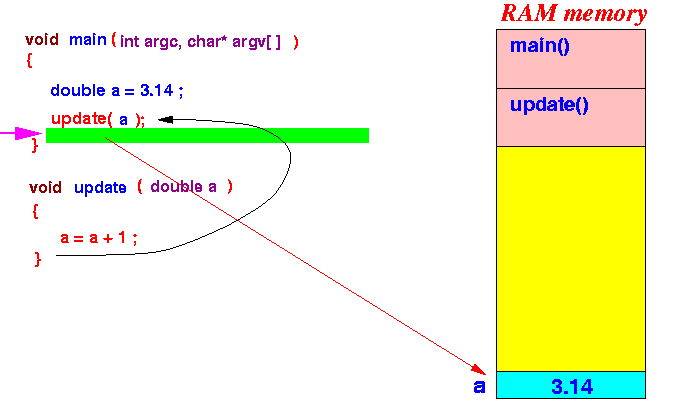 RAM memory
void main ( int argc, char* argv[ ] )
{
double a = 3.14 ;
update( a );
}
void update ( double a )
{
a = a + 1 ;
}
main()
update()
a 3.14